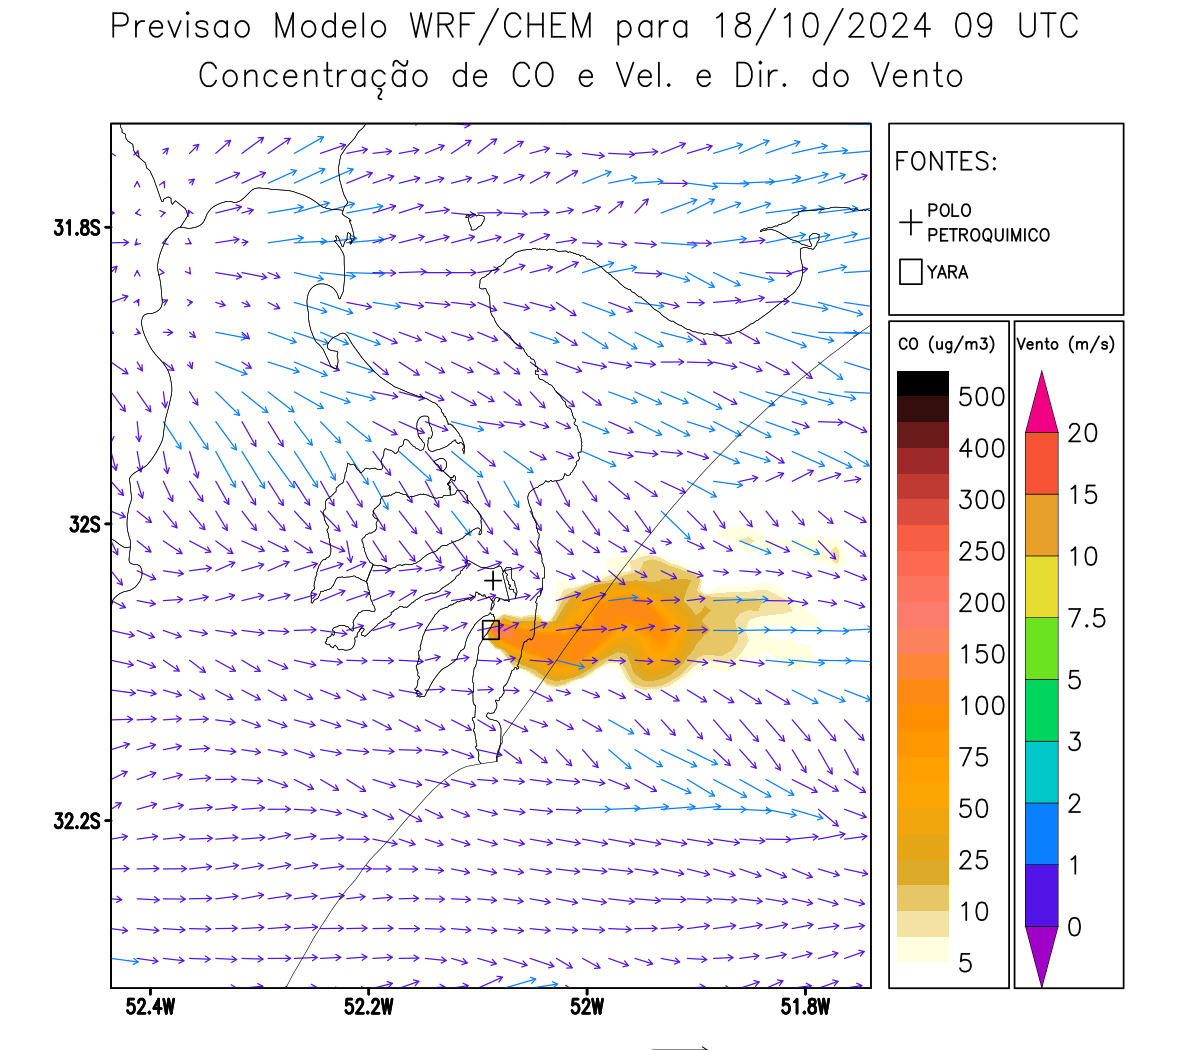 Previsao Modelo WRF/CHEM para 18/10/2024 09 UTC
Concentração de CO e Vel. e Dir. do Vento
FONTES:
POLO
PETROQUIMICO
YARA
31.8S
32S
32.2S
52.4W 52.2W 52W 51.8W
CO (ug/m3)
500
400
300
250
200
150
100
75
50
25
10
5
Vento (m/s)
20
15
10
7.5
5
3
2
1
0